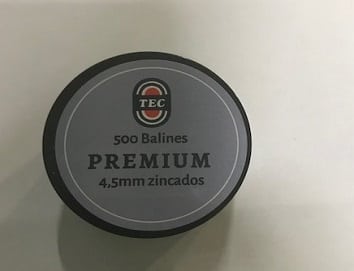 TEC
500 Balines
PREMIUM
4,5mm zincados